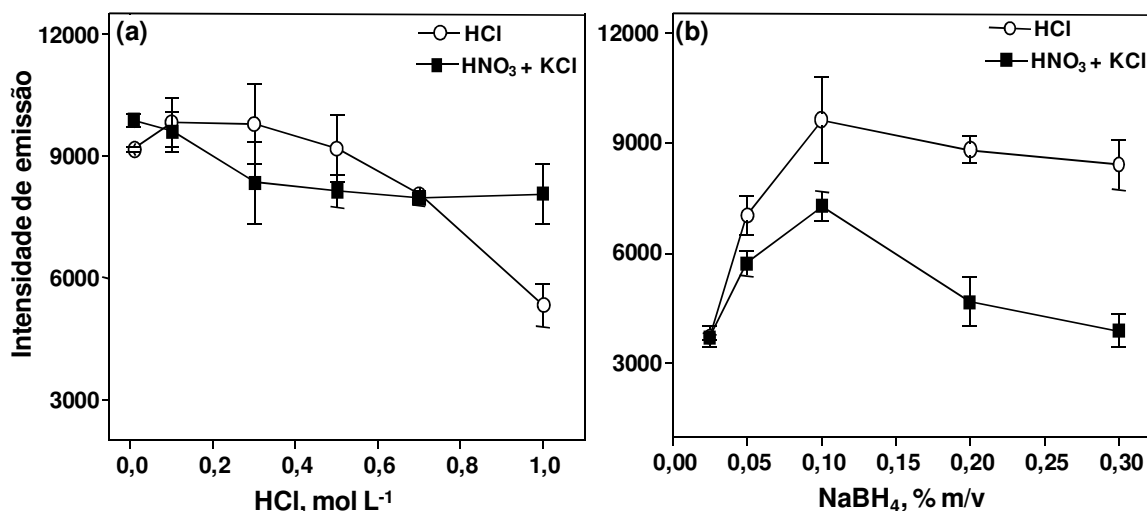 (a)
HCl
HNO₃ + KCl
12000
9000
6000
3000
Intensidade de emissão
0,0 0,2 0,4 0,6 0,8 1,0
HCl, mol L⁻¹
(b)
HCl
HNO₃ + KCl
12000
9000
6000
3000
0,00 0,05 0,10 0,15 0,20 0,25 0,30
NaBH₄, % m/v